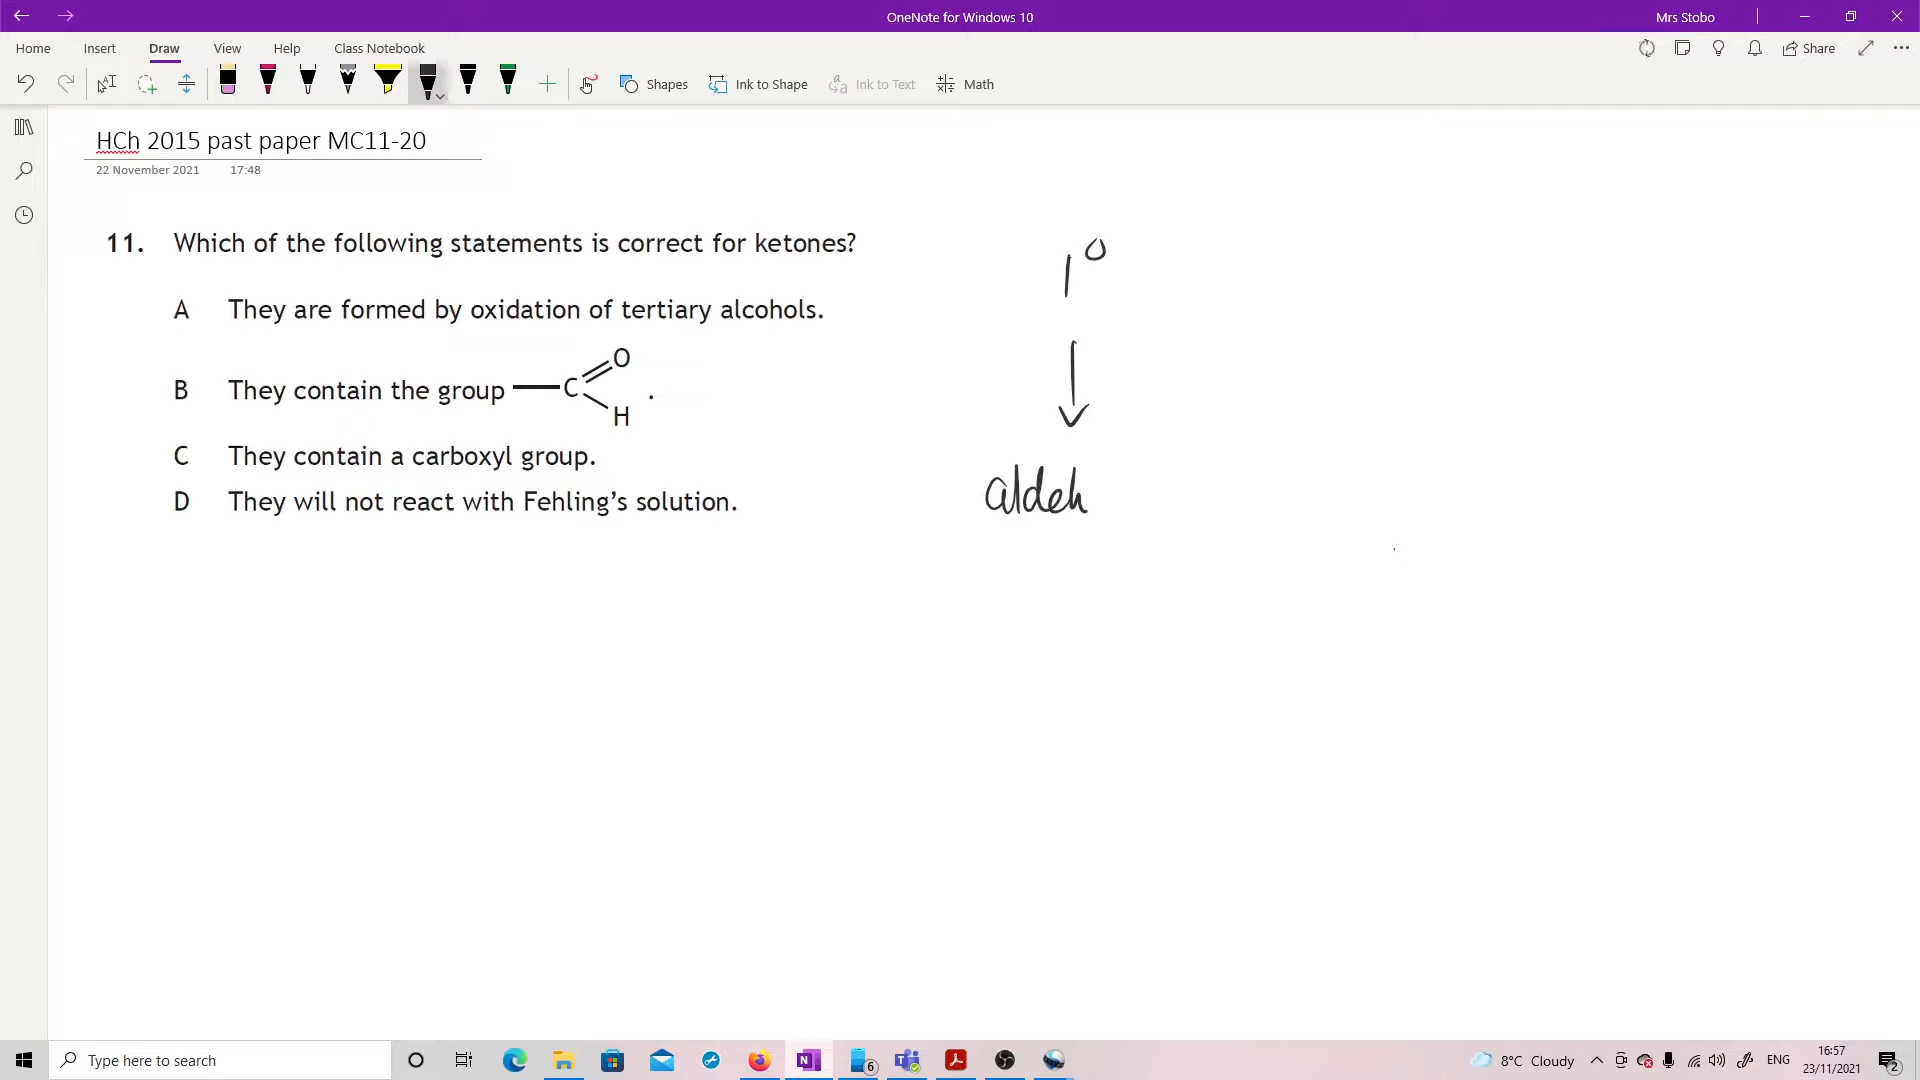 OneNote for Windows 10
Mrs Stobo
Home Insert Draw View Help Class Notebook
Share
Shapes Ink to Shape Ink to Text Math
HCh 2015 past paper MC11-20
22 November 2021 17:48
11. Which of the following statements is correct for ketones?
A They are formed by oxidation of tertiary alcohols.
B They contain the group —C O H .
C They contain a carboxyl group.
D They will not react with Fehling's solution.
1°
aldeh
Type here to search
6
8°C Cloudy
ENG
16:57
23/11/2021
2